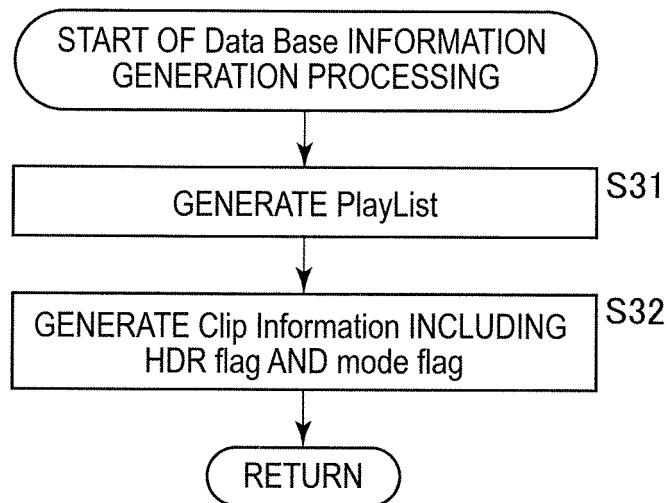 START OF Data Base INFORMATION
GENERATION PROCESSING
GENERATE PlayList
S31
GENERATE Clip Information INCLUDING
HDR flag AND mode flag
S32
RETURN